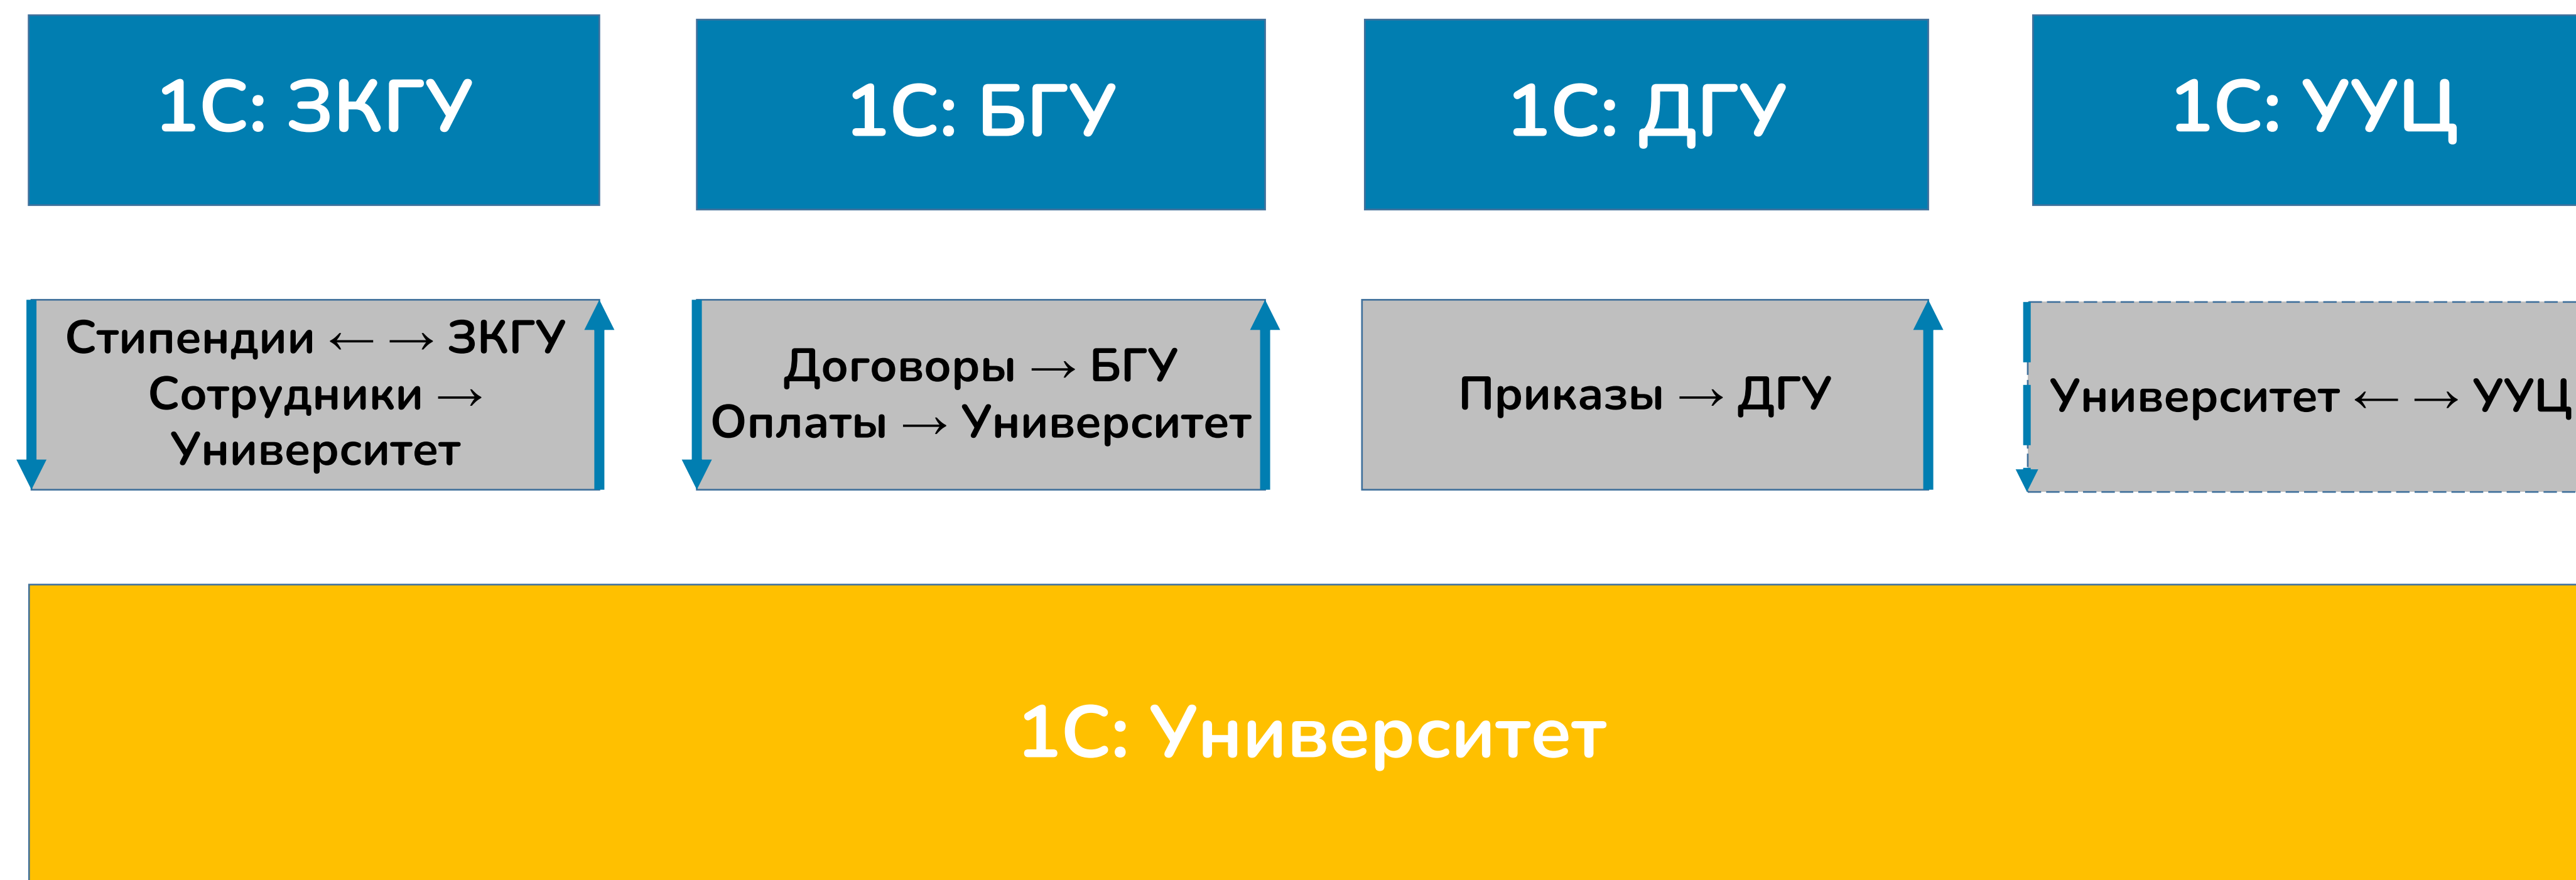 1С: ЗКГУ
1С: БГУ
1С: ДГУ
1С: УУЦ
Стипендии ← → ЗКГУ
Сотрудники →
Университет
Договоры → БГУ
Оплаты → Университет
Приказы → ДГУ
Университет ← → УУЦ
1С: Университет